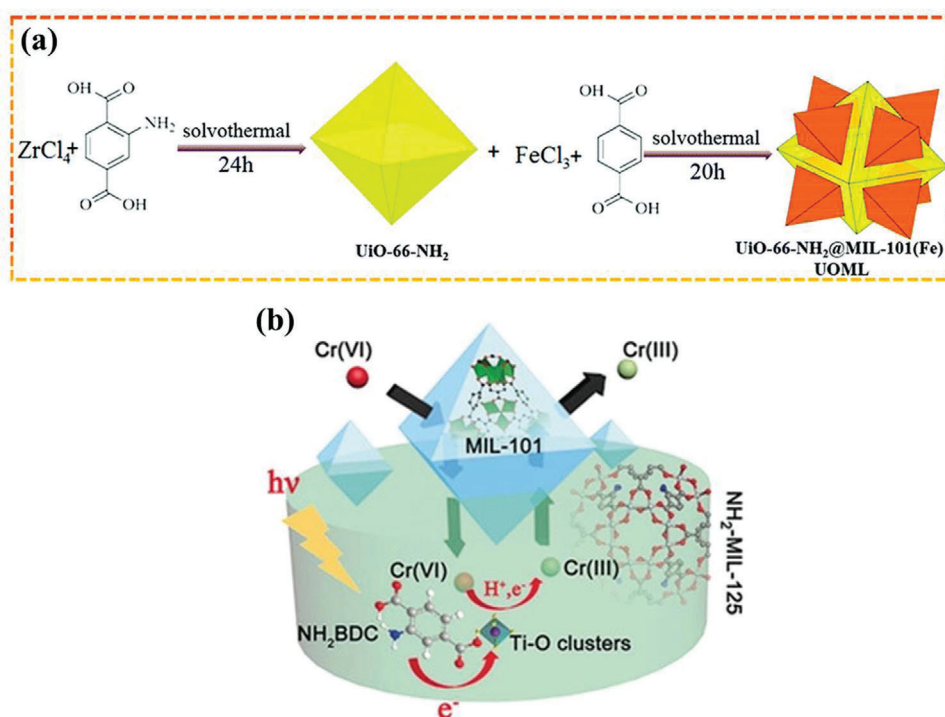 (a)
OH
O
NH₂
ZrCl₄+
O
OH
solvothermal
24h
UiO-66-NH₂
+
FeCl₃+
OH
O
O
OH
solvothermal
20h
UiO-66-NH₂@MIL-101(Fe)
UOML
(b)
Cr(VI)
Cr(III)
MIL-101
hν
NH₂-MIL-125
Cr(VI)
H⁺,e⁻
Cr(III)
NH₂BDC
Ti-O clusters
e⁻